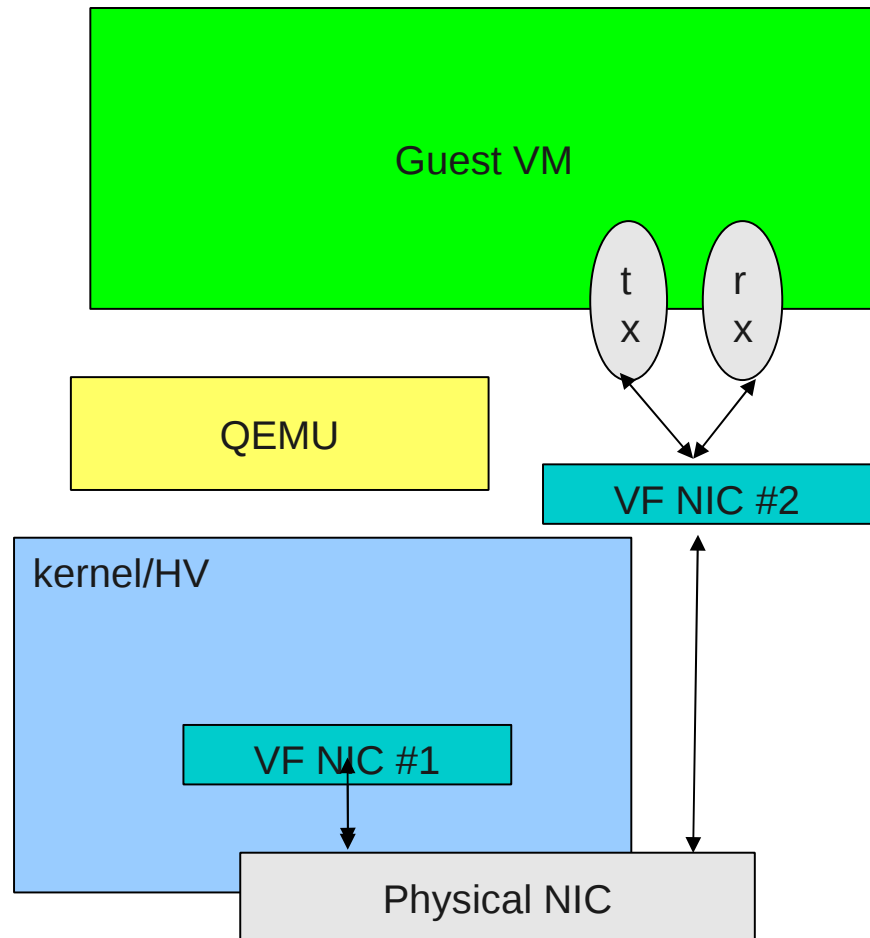 Guest VM
t
x
r
x
QEMU
VF NIC #2
kernel/HV
VF NIC #1
Physical NIC